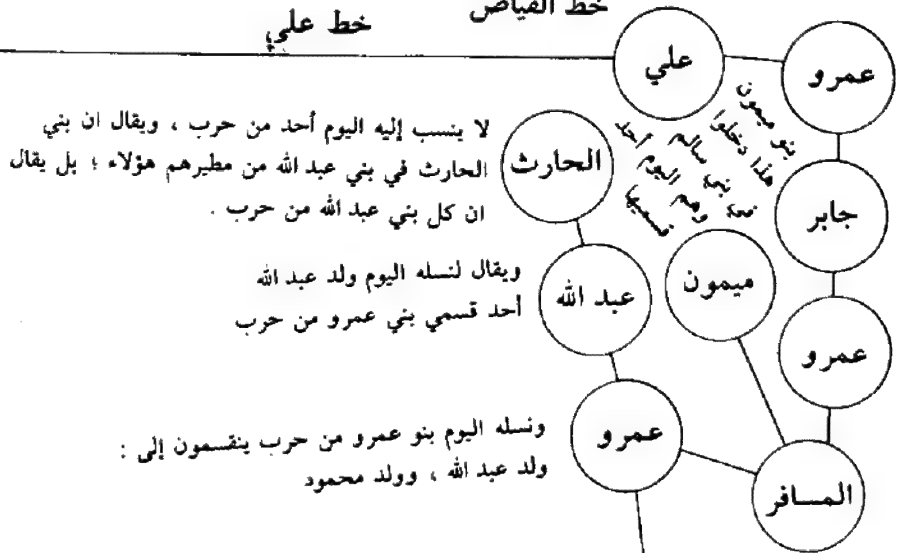 خط الفياض
خط علي
علي
عمرو
بنو ميمون
هذا دخلوا
في بني سالم
وهم اليوم أحد
قسميها
الحارث
لا ينسب إليه اليوم أحد من حرب ، ويقال ان بني
الحارث في بني عبد الله من مطيرهم هؤلاء ؛ بل يقال
ان كل بني عبد الله من حرب .
جابر
ميمون
عبد الله
ويقال لنسله اليوم ولد عبد الله
أحد قسمي بني عمرو من حرب
عمرو
عمرو
ونسله اليوم بنو عمرو من حرب ينقسمون إلى :
ولد عبد الله ، وولد محمود
المسافر